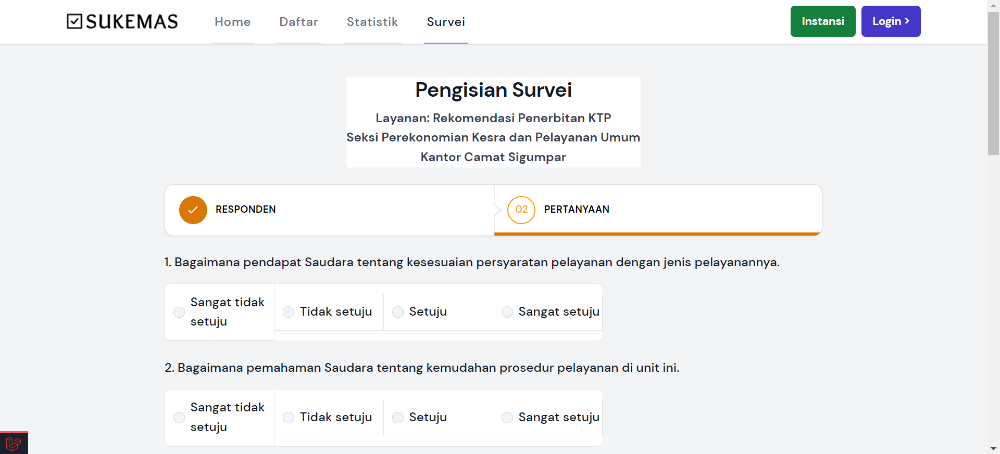 SUKEMAS
Home
Daftar
Statistik
Survei
Instansi
Login >
Pengisian Survei
Layanan: Rekomendasi Penerbitan KTP
Seksi Perekonomian Kesra dan Pelayanan Umum
Kantor Camat Sigumpar
RESPONDEN
02
PERTANYAAN
1. Bagaimana pendapat Saudara tentang kesesuaian persyaratan pelayanan dengan jenis pelayanannya.
Sangat tidak
setuju
Tidak setuju
Setuju
Sangat setuju
2. Bagaimana pemahaman Saudara tentang kemudahan prosedur pelayanan di unit ini.
Sangat tidak
setuju
Tidak setuju
Setuju
Sangat setuju